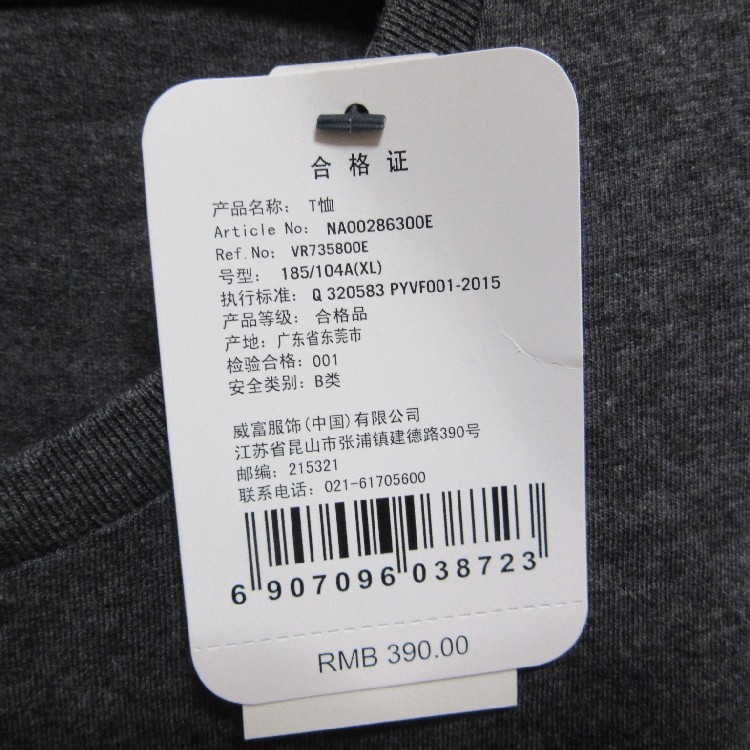 合格证
产品名称： T恤
Article No： NA00286300E
Ref.No： VR735800E
号型： 185/104A(XL)
执行标准： Q 320583 PYVF001-2015
产品等级： 合格品
产地：广东省东莞市
检验合格：001
安全类别：B类
威富服饰(中国)有限公司
江苏省昆山市张浦镇建德路390号
邮编：215321
联系电话：021-61705600
6 907096 038723
RMB 390.00